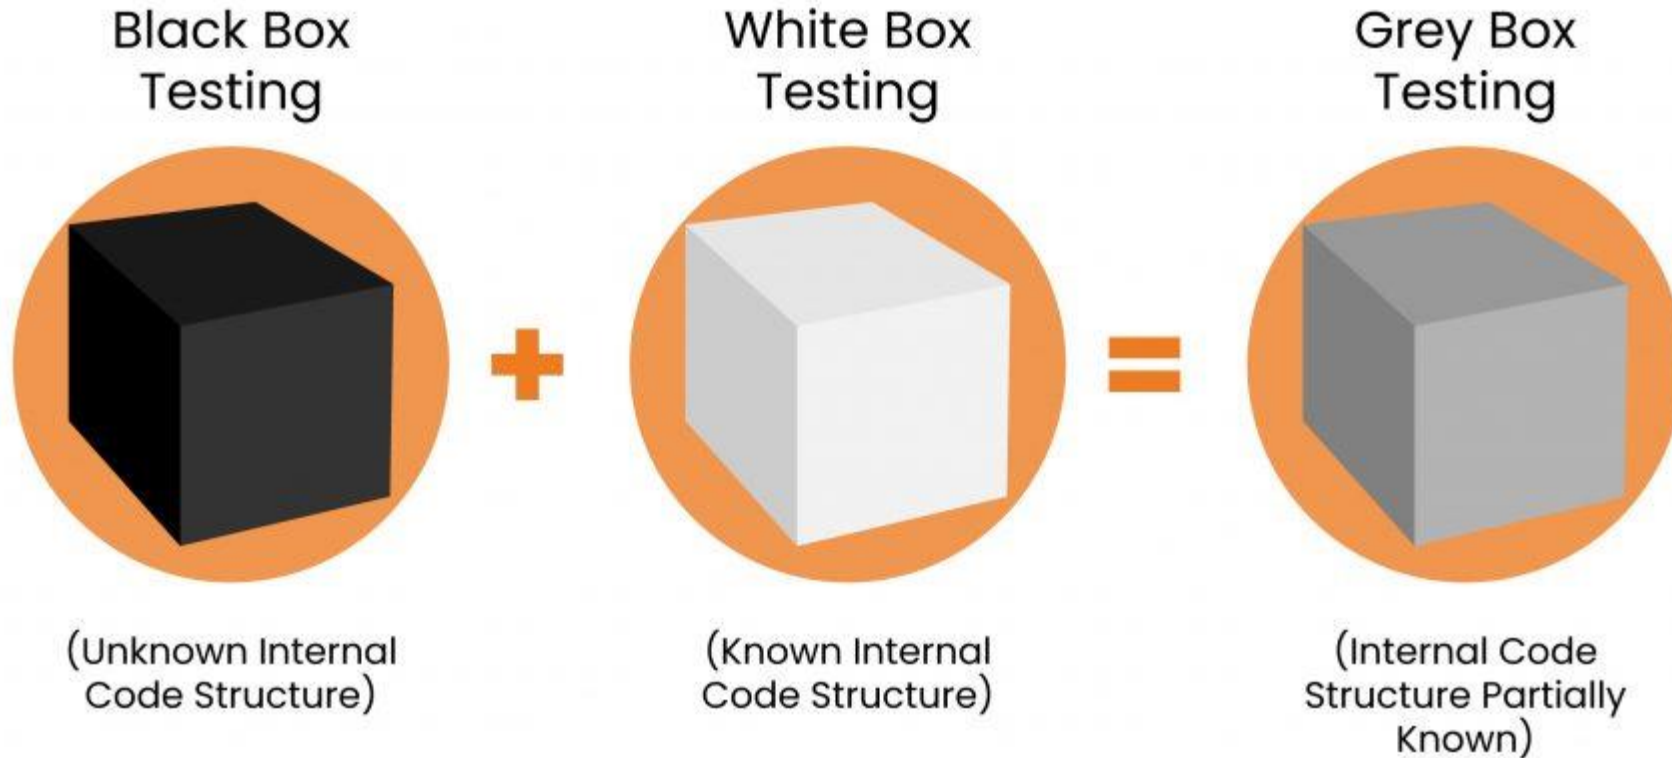 Black Box
Testing
White Box
Testing
Grey Box
Testing
+
=
(Unknown Internal
Code Structure)
(Known Internal
Code Structure)
(Internal Code
Structure Partially
Known)